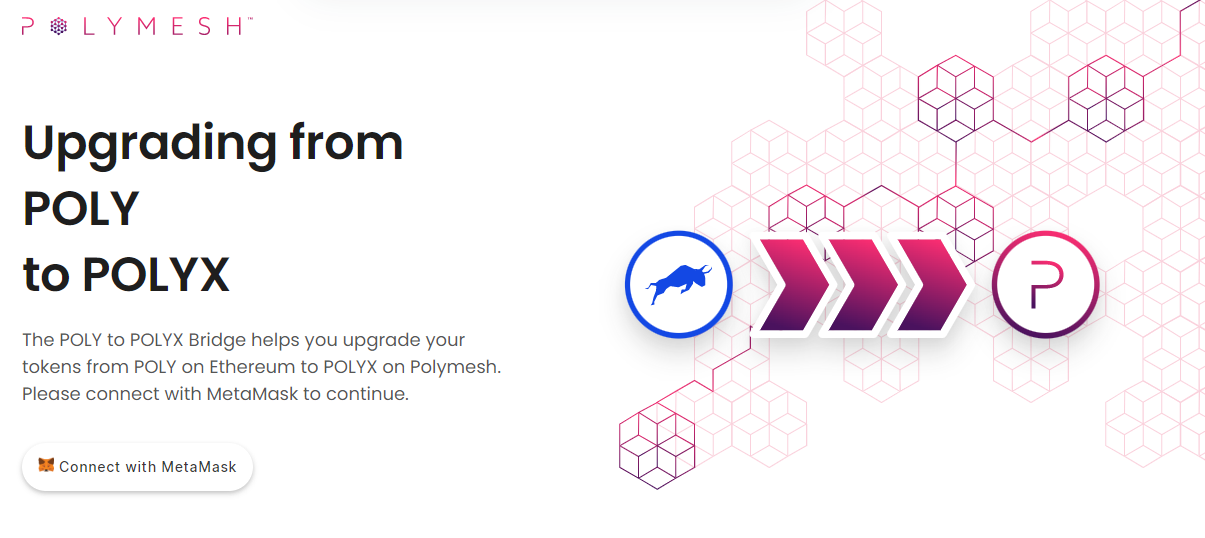 POLYMESH™
Upgrading from
POLY
to POLYX
The POLY to POLYX Bridge helps you upgrade your
tokens from POLY on Ethereum to POLYX on Polymesh.
Please connect with MetaMask to continue.
Connect with MetaMask
P